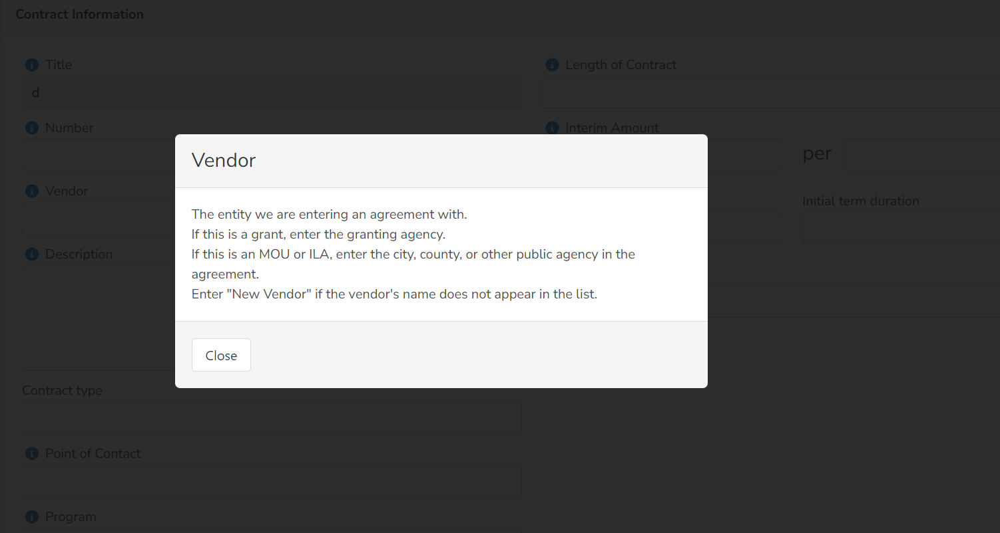 Contract Information
Title
Length of Contract
d
Number
Interim Amount
per
Vendor
Initial term duration
Description
Vendor
The entity we are entering an agreement with.
If this is a grant, enter the granting agency.
If this is an MOU or ILA, enter the city, county, or other public agency in the
agreement.
Enter "New Vendor" if the vendor's name does not appear in the list.
Close
Contract type
Point of Contact
Program